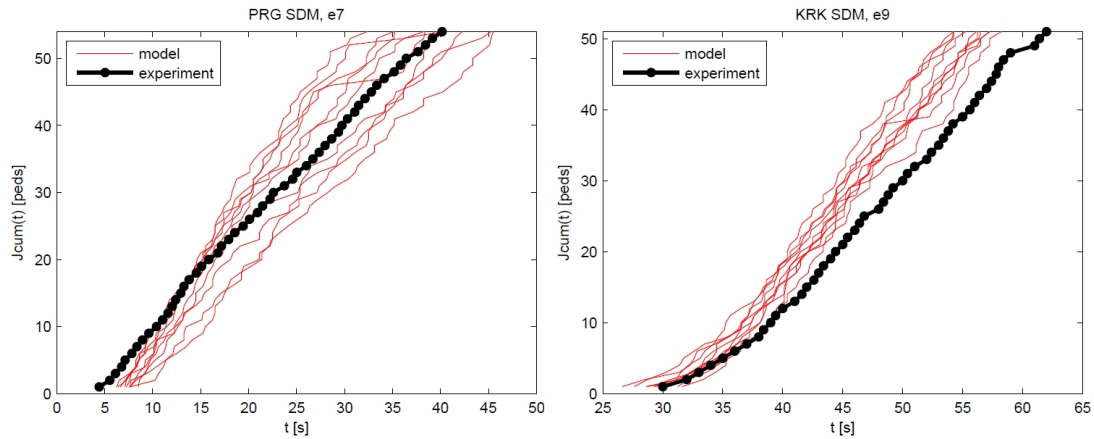 PRG SDM, e7
model
experiment
Jcum(t) [peds]
50
40
30
20
10
0
0 5 10 15 20 25 30 35 40 45 50
t [s]
KRK SDM, e9
model
experiment
Jcum(t) [peds]
50
40
30
20
10
0
25 30 35 40 45 50 55 60 65
t [s]